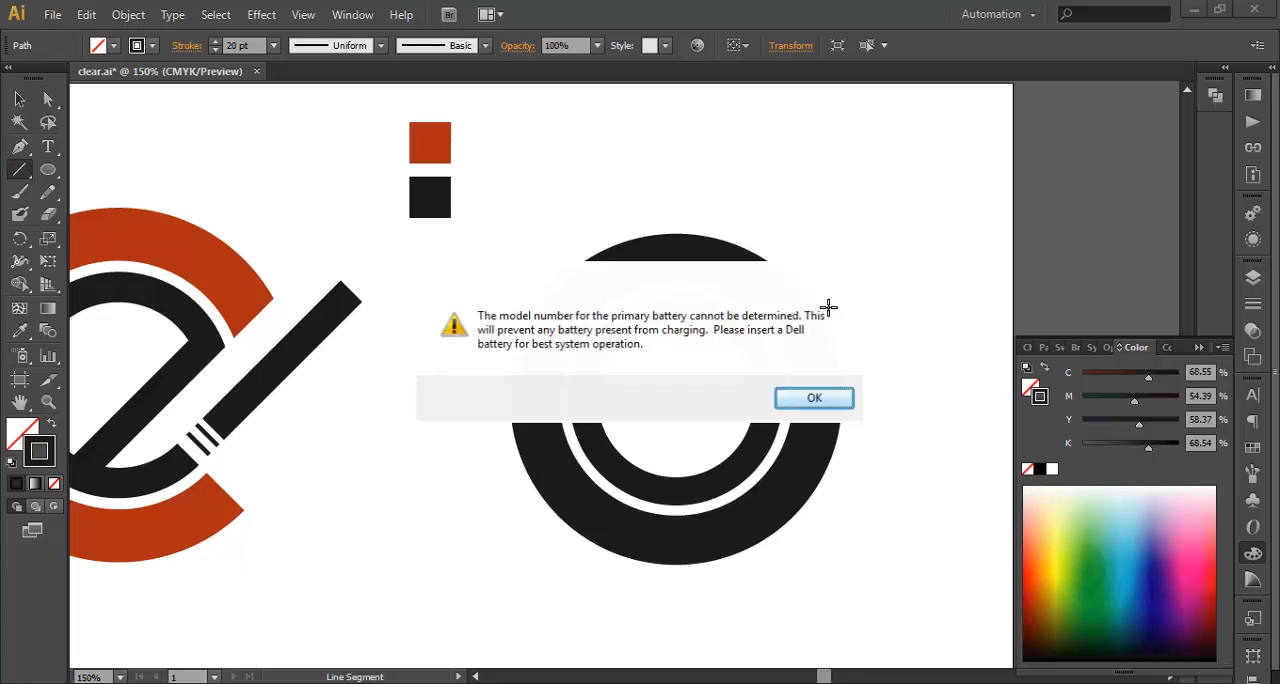 Ai File Edit Object Type Select Effect View Window Help Br Automation
Path Stroke: 20 pt Uniform Basic Opacity: 100% Style: Transform
clear.ai* @ 150% (CMYK/Preview) ×
T
The model number for the primary battery cannot be determined. This
will prevent any battery present from charging. Please insert a Dell
battery for best system operation.
OK
Color
C 68.55 %
M 54.39 %
Y 58.37 %
K 68.54 %
150% 1 Line Segment